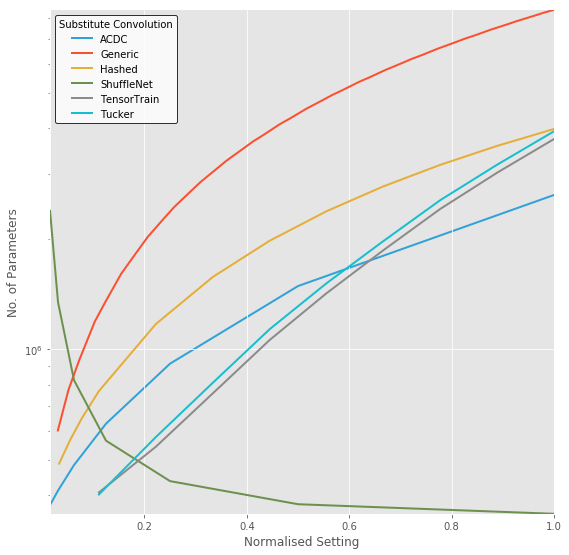 Substitute Convolution
ACDC
Generic
Hashed
ShuffleNet
TensorTrain
Tucker
No. of Parameters
10⁶
0.2 0.4 0.6 0.8 1.0
Normalised Setting